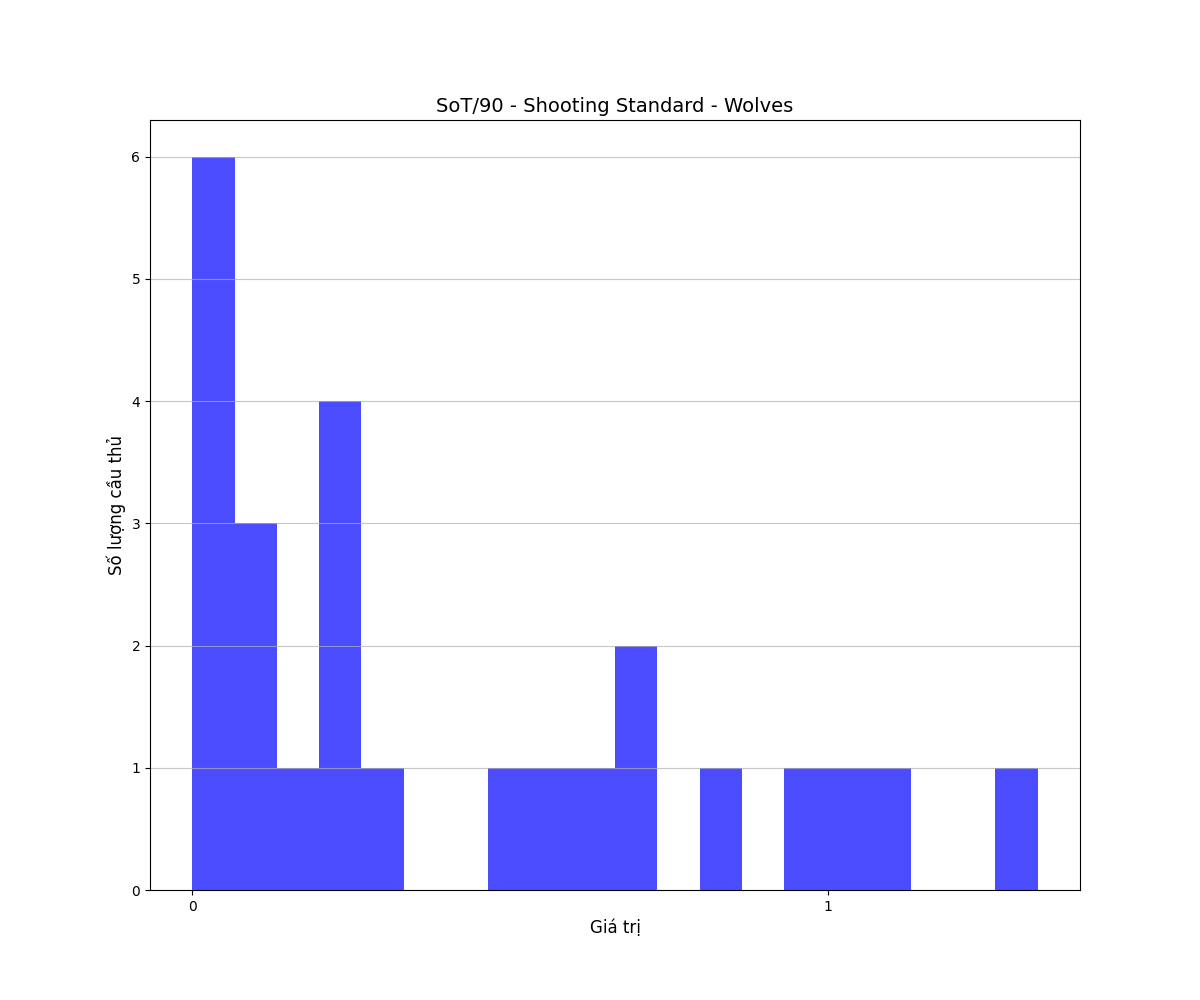 SoT/90 - Shooting Standard - Wolves
6
5
4
3
2
1
0
Số lượng cầu thủ
0 1
Giá trị